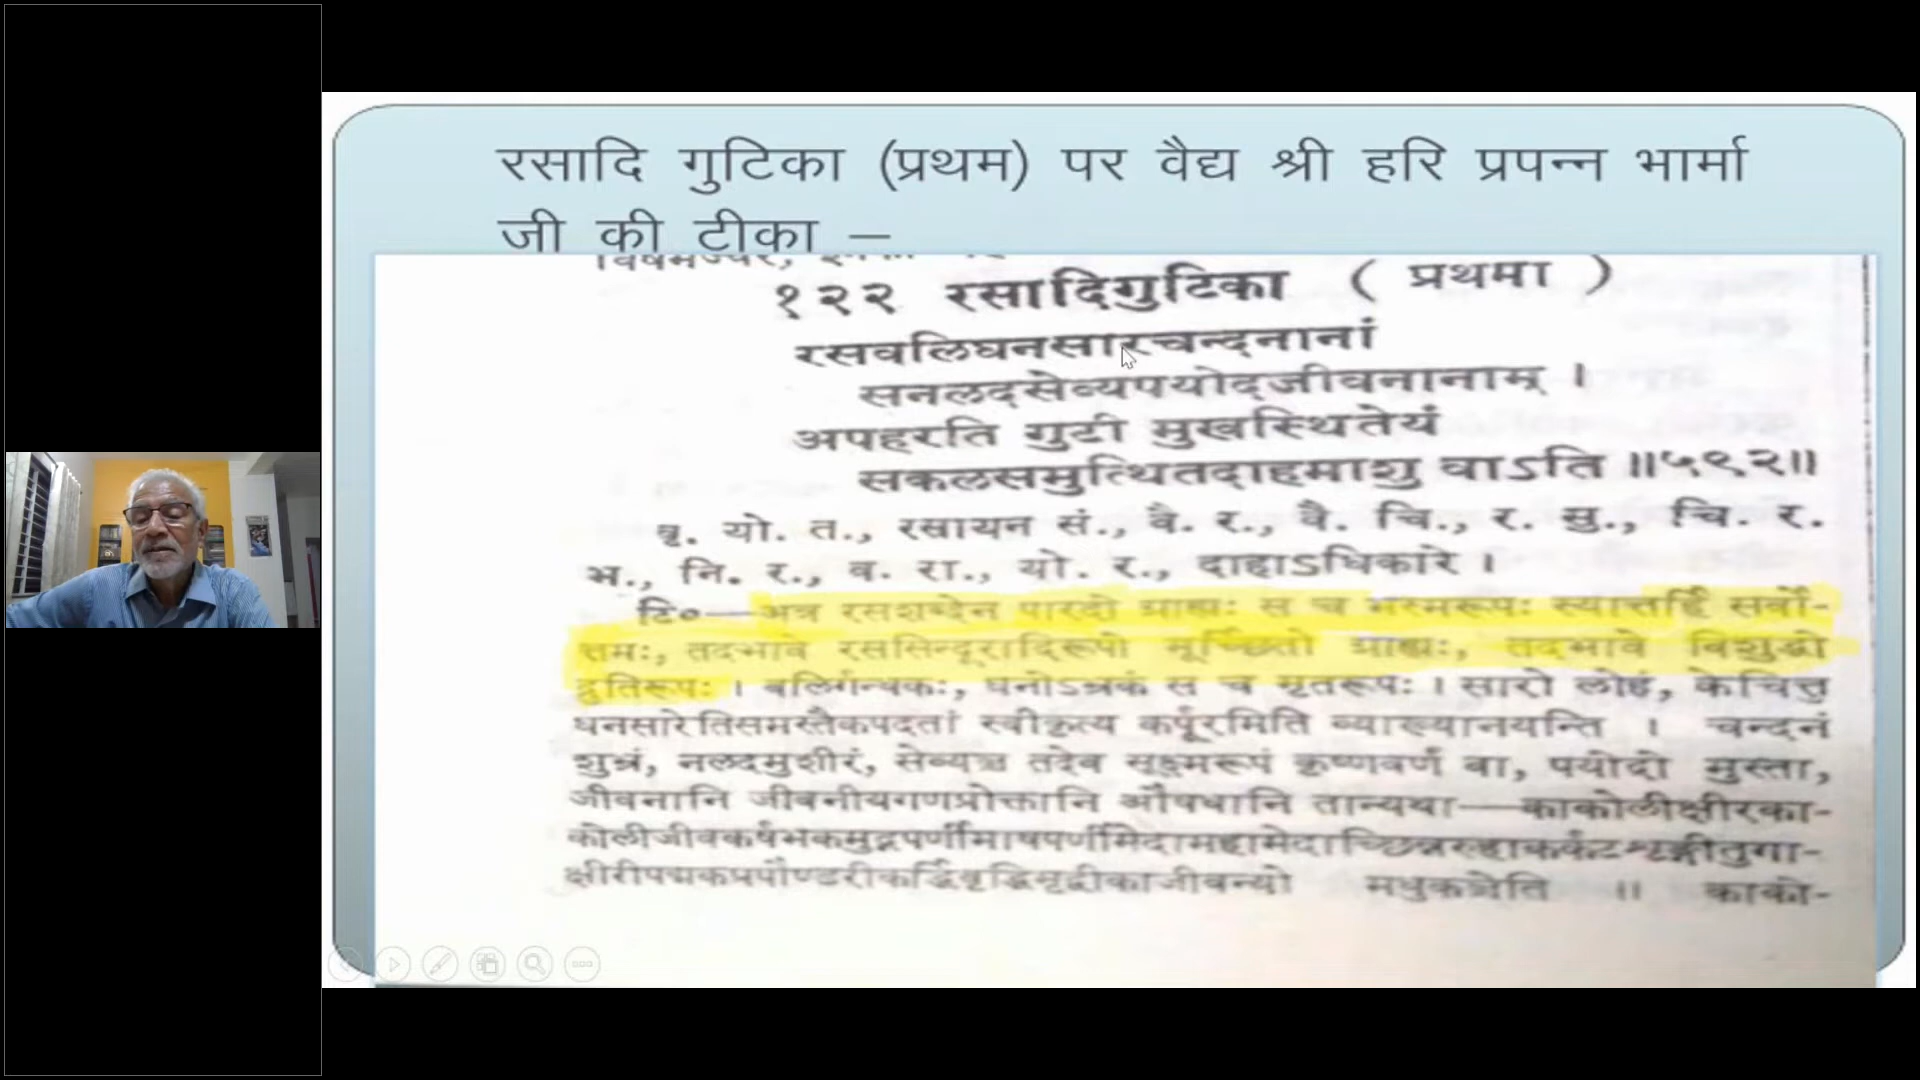 रसादि गुटिका (प्रथम) पर वैद्य श्री हरि प्रपन्न भार्मा
जी की टीका –
१२२ रसादिगुटिका ( प्रथमा )
रसवलिघनसारचन्दनानां
सनलदसेव्यपयोदजीवनानाम् ।
अपहरति गुटी मुखस्थितेयं
सकलसमुत्थितदाहमाशु वाऽति ॥५९२॥
बृ. यो. त., रसायन सं., वै. र., वै. चि., र. सु., चि. र.
भ., नि. र., व. रा., यो. र., दाहाऽधिकारे ।
टि०—अत्र रसशब्देन पारदो ग्राह्यः स च भस्मरूपः स्यात्तर्हि सर्वो-
त्तमः, तदभावे रससिन्दूरादिरूपो मूर्च्छितो ग्राह्यः, तदभावे विशुद्धो
द्रुतिरूपः । बलिर्गन्धकः, घनोऽभ्रकं स च मृतरूपः । सारो लोहं, केचित्तु
घनसारेतिसमस्तैकपदतां स्वीकृत्य कर्पूरमिति व्याख्यानयन्ति । चन्दनं
शुभ्रं, नलदमुशीरं, सेव्यञ्च तदेव सूक्ष्मरूपं कृष्णवर्णं वा, पयोदो मुस्ता,
जीवनानि जीवनीयगणप्रोक्तानि औषधानि तान्यथा—काकोलीक्षीरका-
कोलीजीवकर्षभकमुद्गपर्णीमाषपर्णीमेदामहामेदाच्छिन्नरुहाकर्कटशृङ्गीतुगा-
क्षीरीपद्मकप्रपौण्डरीकर्द्धिवृद्धिमृद्वीकाजीवन्त्यो मधुकञ्चेति ॥ काको-